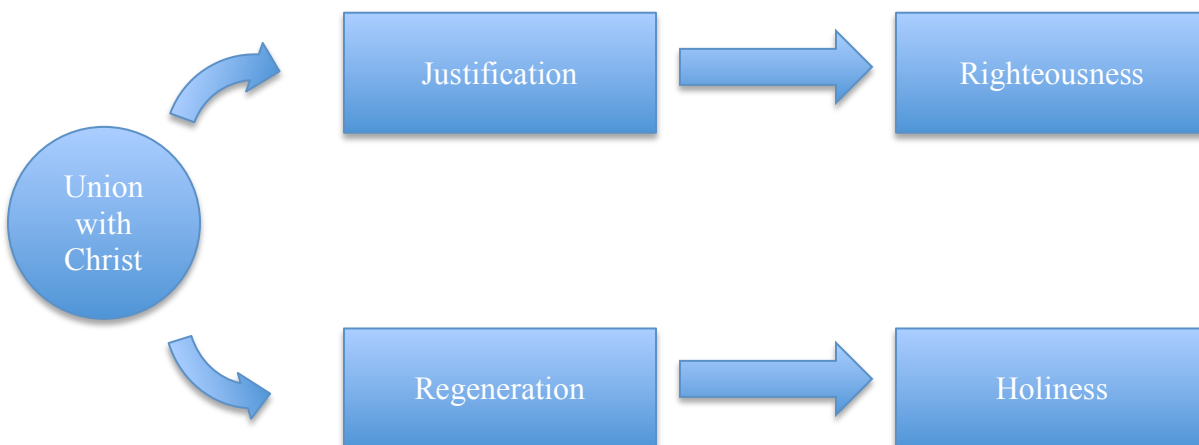 Justification
Righteousness
Union
with
Christ
Regeneration
Holiness